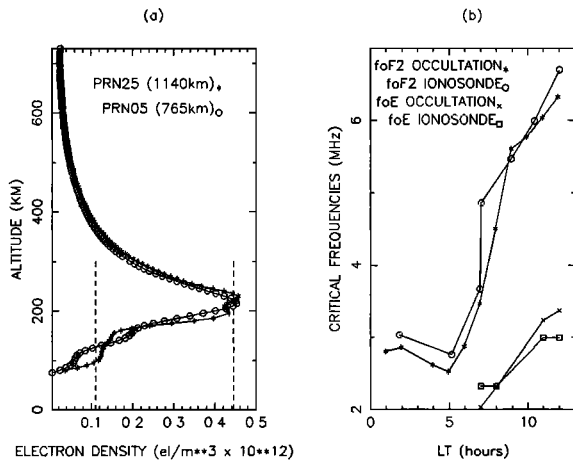 (a)
(b)
PRN25 (1140km)
PRN05 (765km)
foF2 OCCULTATION
foF2 IONOSONDE
foE OCCULTATION
foE IONOSONDE
ALTITUDE (KM)
600
400
200
0
0.1 0.2 0.3 0.4 0.5
ELECTRON DENSITY (el/m**3 x 10**12)
CRITICAL FREQUENCIES (MHz)
6
4
2
0 5 10
LT (hours)